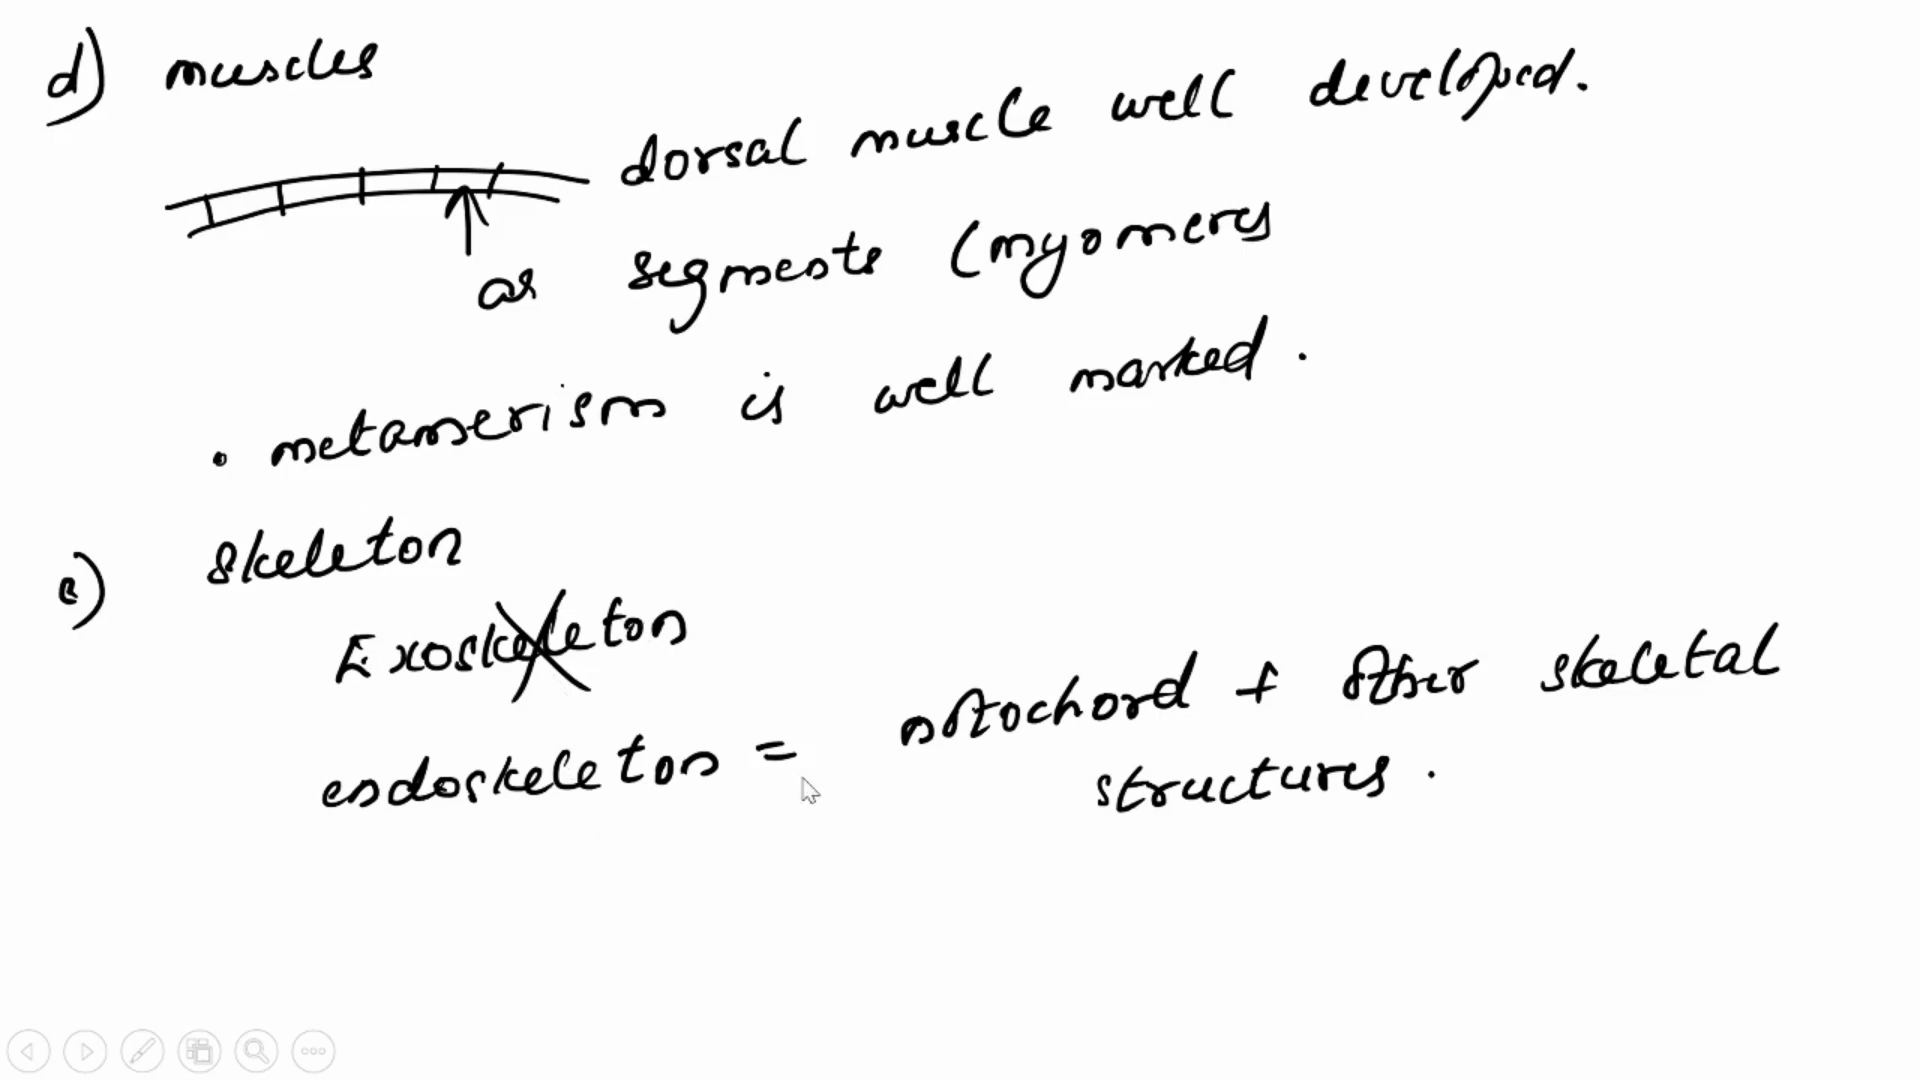 d) muscles
dorsal muscle well developed.
as segments (myomeres
. metamerism is well marked.
e) skeleton
Exoskeleton
endoskeleton = notochord + other skeletal
structures.